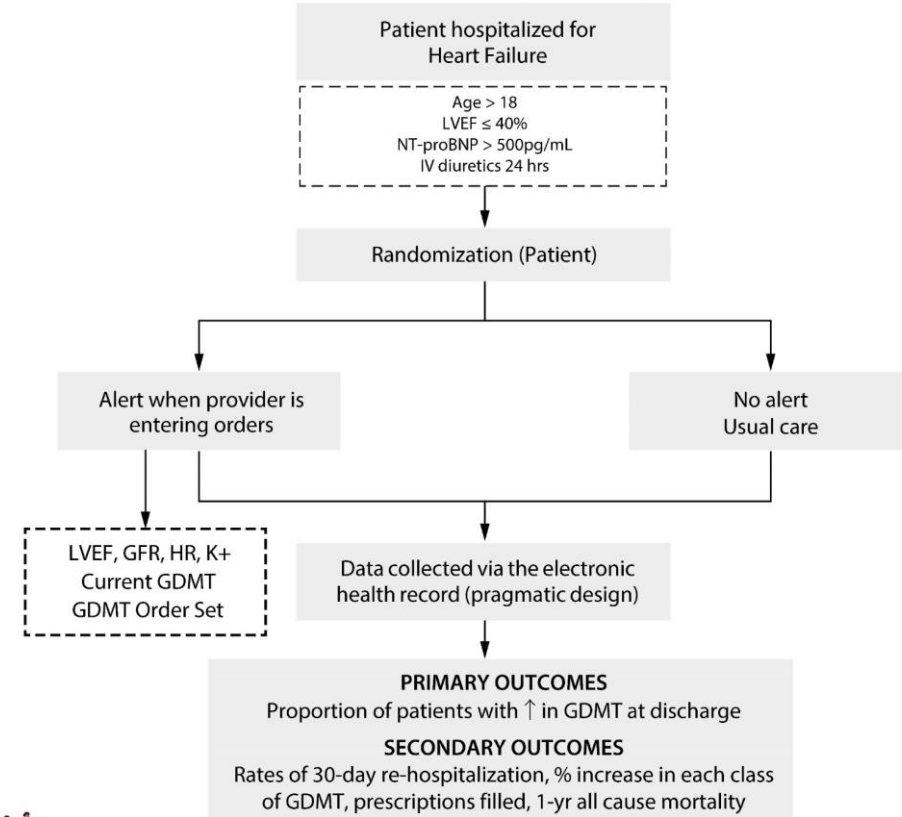 Patient hospitalized for
Heart Failure
Age > 18
LVEF ≤ 40%
NT-proBNP > 500pg/mL
IV diuretics 24 hrs
Randomization (Patient)
Alert when provider is
entering orders
No alert
Usual care
LVEF, GFR, HR, K+
Current GDMT
GDMT Order Set
Data collected via the electronic
health record (pragmatic design)
PRIMARY OUTCOMES
Proportion of patients with ↑ in GDMT at discharge
SECONDARY OUTCOMES
Rates of 30-day re-hospitalization, % increase in each class
of GDMT, prescriptions filled, 1-yr all cause mortality